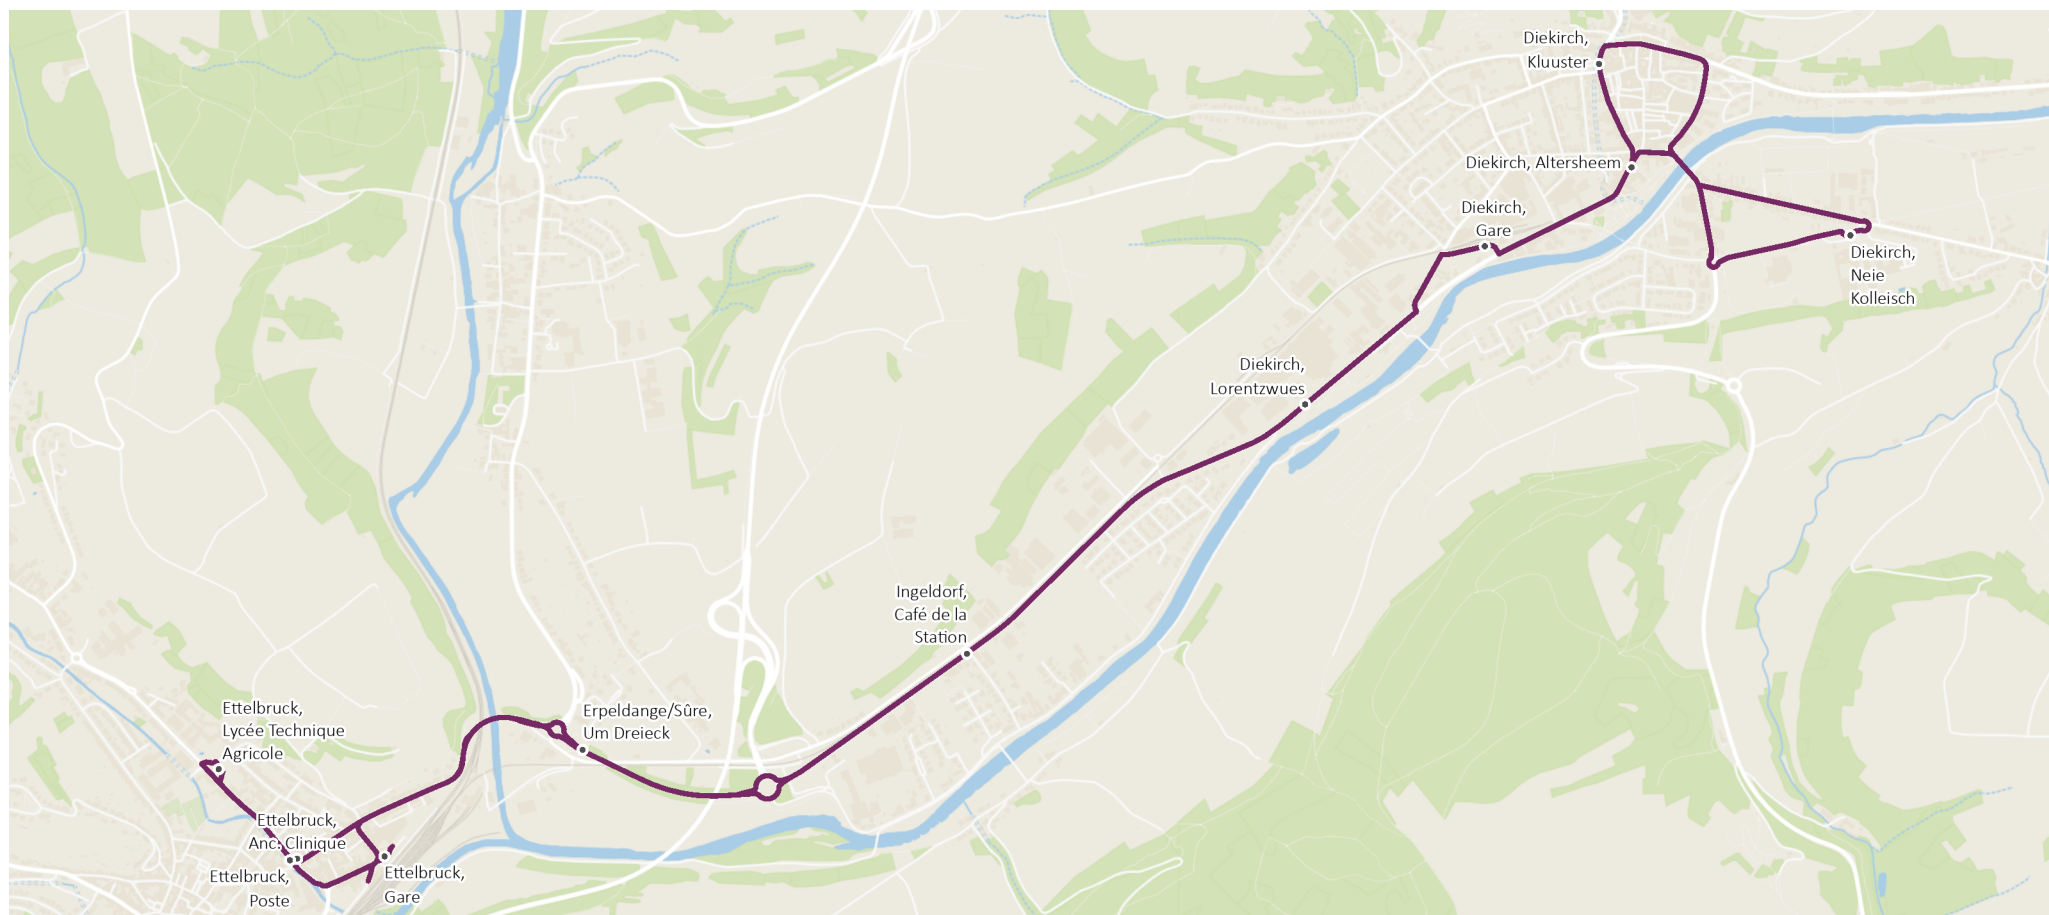 Diekirch,
Kluuster
Diekirch, Altersheem
Diekirch,
Gare
Diekirch,
Neie
Kolleisch
Diekirch,
Lorentzwues
Ingeldorf,
Café de la
Station
Erpeldange/Sûre,
Um Dreieck
Ettelbruck,
Lycée Technique
Agricole
Ettelbruck,
Anc. Clinique
Ettelbruck,
Poste
Ettelbruck,
Gare